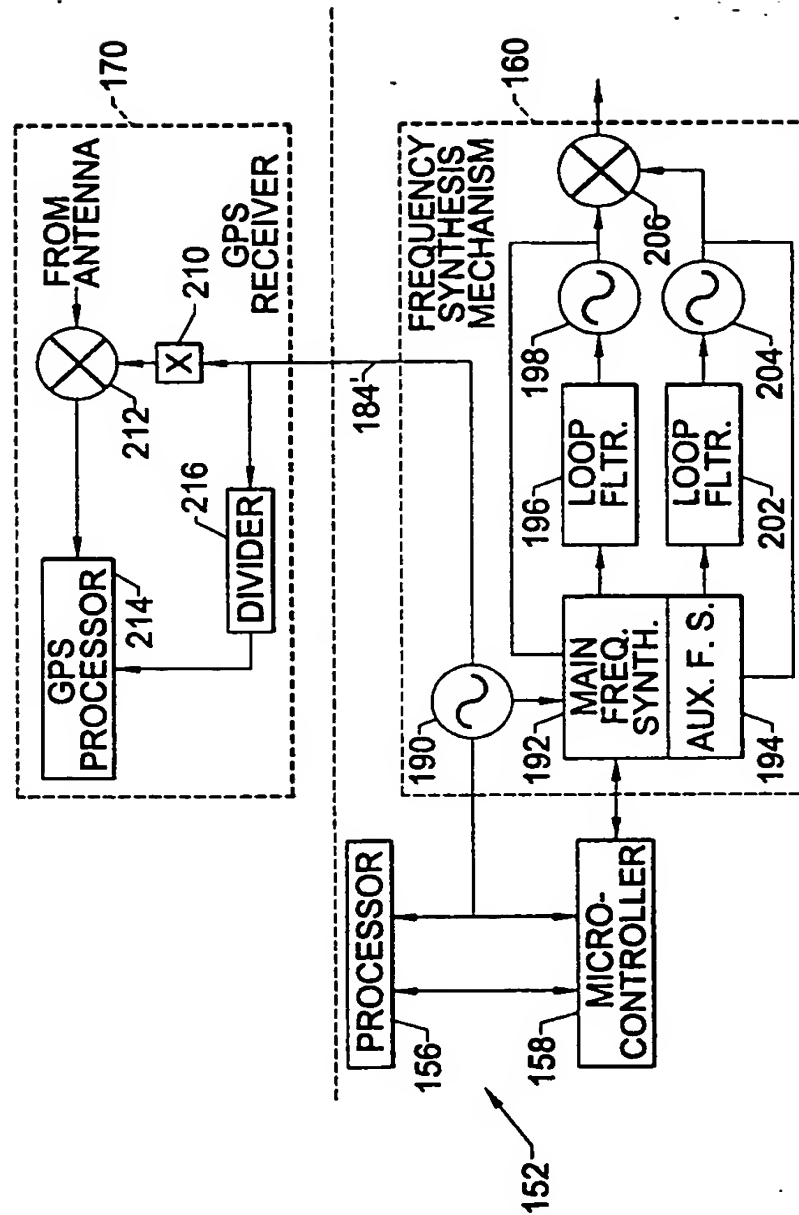 170
FROM
ANTENNA
GPS
RECEIVER
210
X
212
GPS
PROCESSOR
214
216
DIVIDER
184'
160
FREQUENCY
SYNTHESIS
MECHANISM
206
198
204
196
LOOP
FLTR.
LOOP
FLTR.
202
190
192
MAIN
FREQ.
SYNTH.
AUX. F. S.
194
PROCESSOR
156
158
MICRO-
CONTROLLER
152